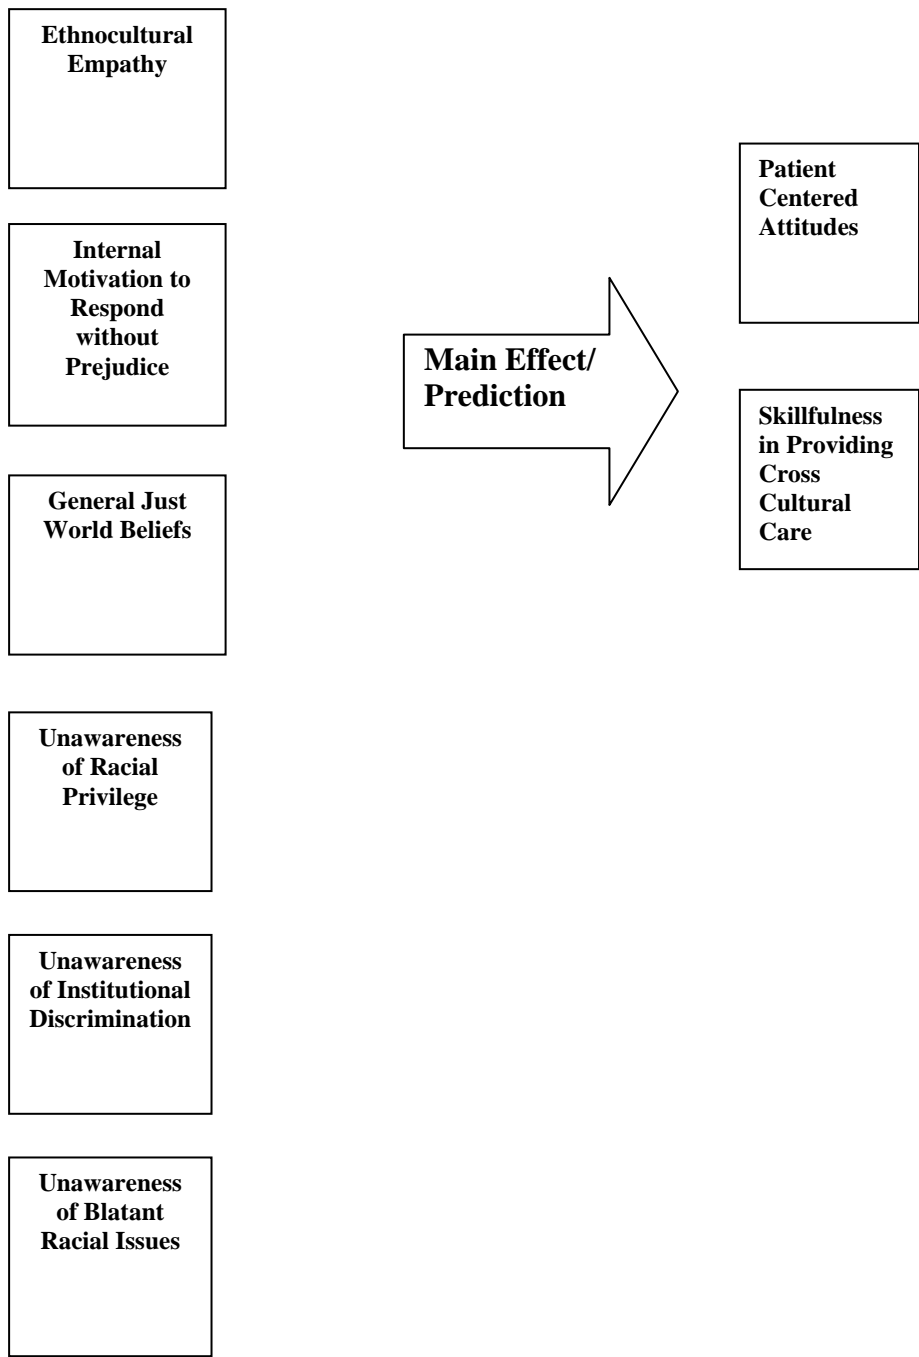 Ethnocultural
Empathy
Internal
Motivation to
Respond
without
Prejudice
General Just
World Beliefs
Unawareness
of Racial
Privilege
Unawareness
of Institutional
Discrimination
Unawareness
of Blatant
Racial Issues
Main Effect/
Prediction
Patient
Centered
Attitudes
Skillfulness
in Providing
Cross
Cultural
Care